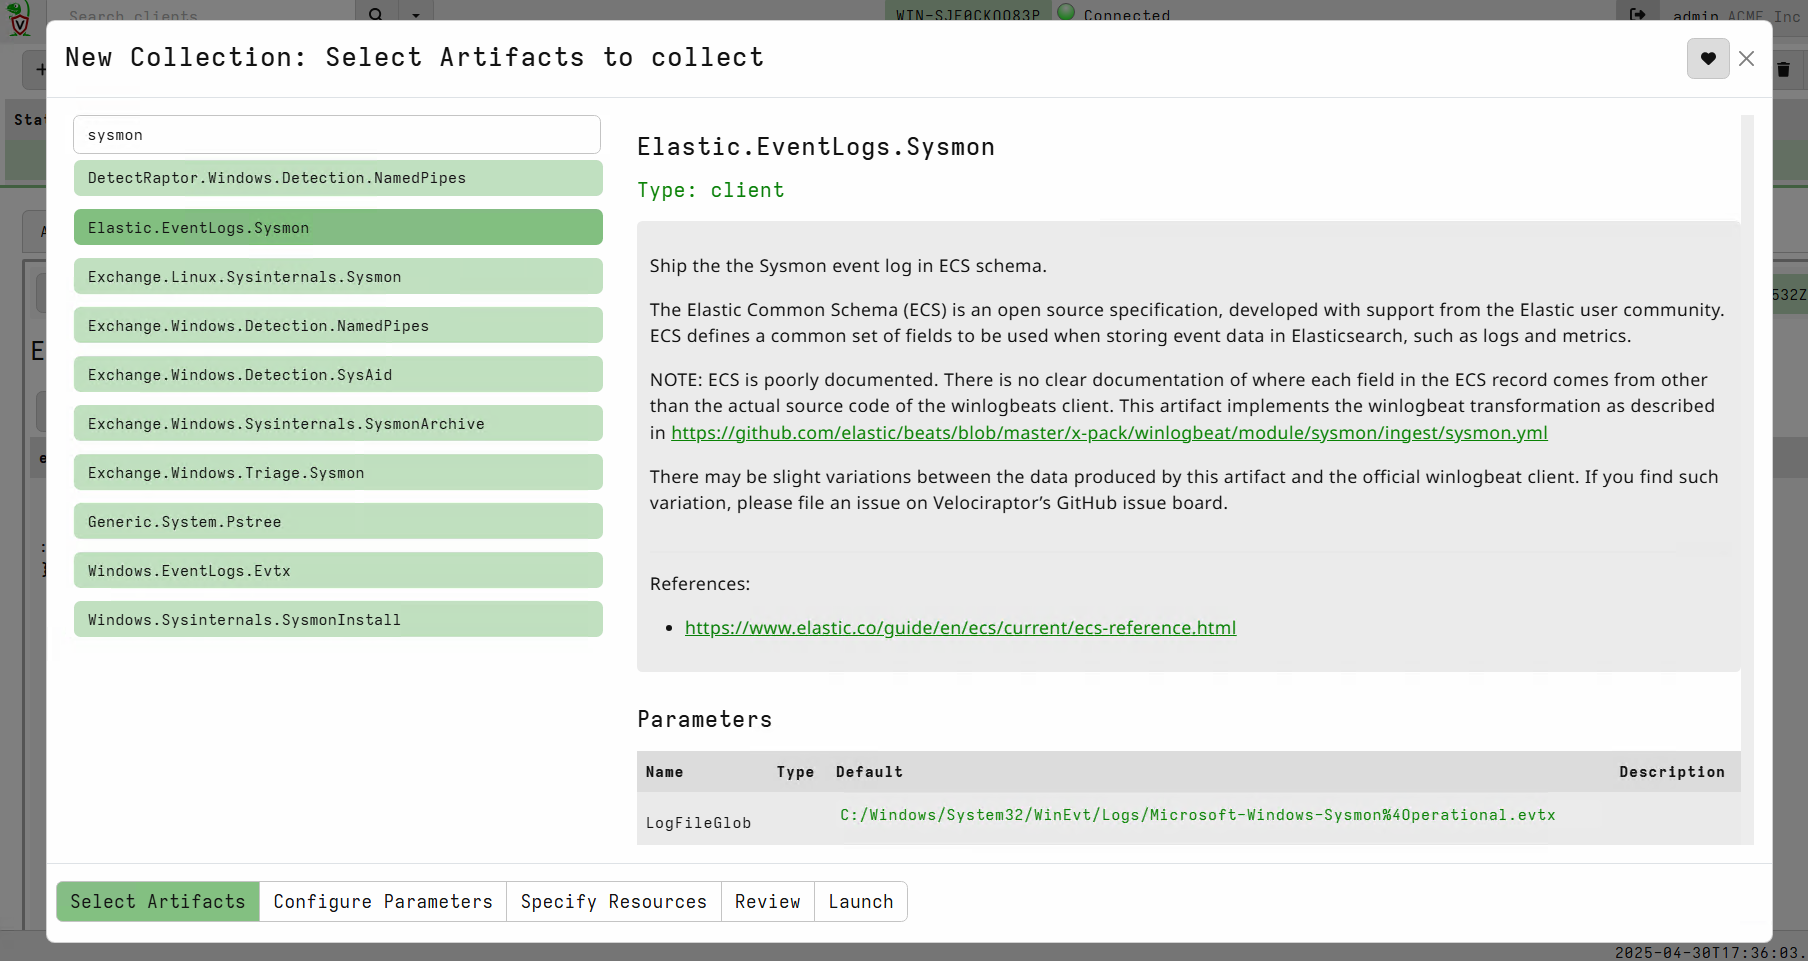 Search clients
WIN-SJE0CKQO83P Connected
admin ACME Inc
New Collection: Select Artifacts to collect
Stat
sysmon
DetectRaptor.Windows.Detection.NamedPipes
Elastic.EventLogs.Sysmon
Exchange.Linux.Sysinternals.Sysmon
Exchange.Windows.Detection.NamedPipes
Exchange.Windows.Detection.SysAid
Exchange.Windows.Sysinternals.SysmonArchive
Exchange.Windows.Triage.Sysmon
Generic.System.Pstree
Windows.EventLogs.Evtx
Windows.Sysinternals.SysmonInstall
Elastic.EventLogs.Sysmon
Type: client
Ship the the Sysmon event log in ECS schema.
The Elastic Common Schema (ECS) is an open source specification, developed with support from the Elastic user community.
ECS defines a common set of fields to be used when storing event data in Elasticsearch, such as logs and metrics.
NOTE: ECS is poorly documented. There is no clear documentation of where each field in the ECS record comes from other
than the actual source code of the winlogbeats client. This artifact implements the winlogbeat transformation as described
in https://github.com/elastic/beats/blob/master/x-pack/winlogbeat/module/sysmon/ingest/sysmon.yml
There may be slight variations between the data produced by this artifact and the official winlogbeat client. If you find such
variation, please file an issue on Velociraptor’s GitHub issue board.
References:
• https://www.elastic.co/guide/en/ecs/current/ecs-reference.html
Parameters
Name Type Default Description
LogFileGlob C:/Windows/System32/WinEvt/Logs/Microsoft-Windows-Sysmon%4Operational.evtx
532Z
Select Artifacts Configure Parameters Specify Resources Review Launch
2025-04-30T17:36:03.